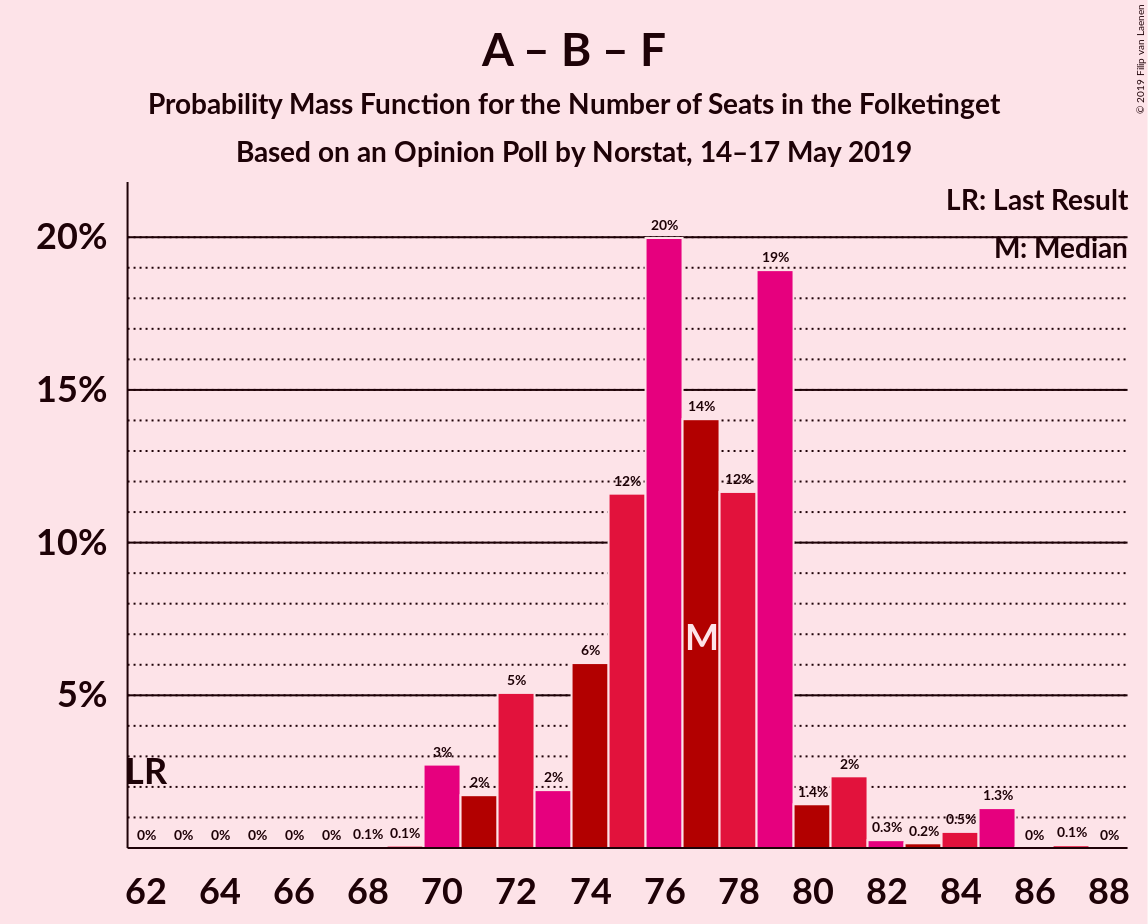 A – B – F
Probability Mass Function for the Number of Seats in the Folketinget
Based on an Opinion Poll by Norstat, 14–17 May 2019
© 2019 Filip van Laenen
LR: Last Result
M: Median
20%
15%
10%
5%
LR
M
0% 0% 0% 0% 0% 0% 0.1% 0.1% 3% 2% 5% 2% 6% 12% 20% 14% 12% 19% 1.4% 2% 0.3% 0.2% 0.5% 1.3% 0% 0.1% 0%
62 64 66 68 70 72 74 76 78 80 82 84 86 88